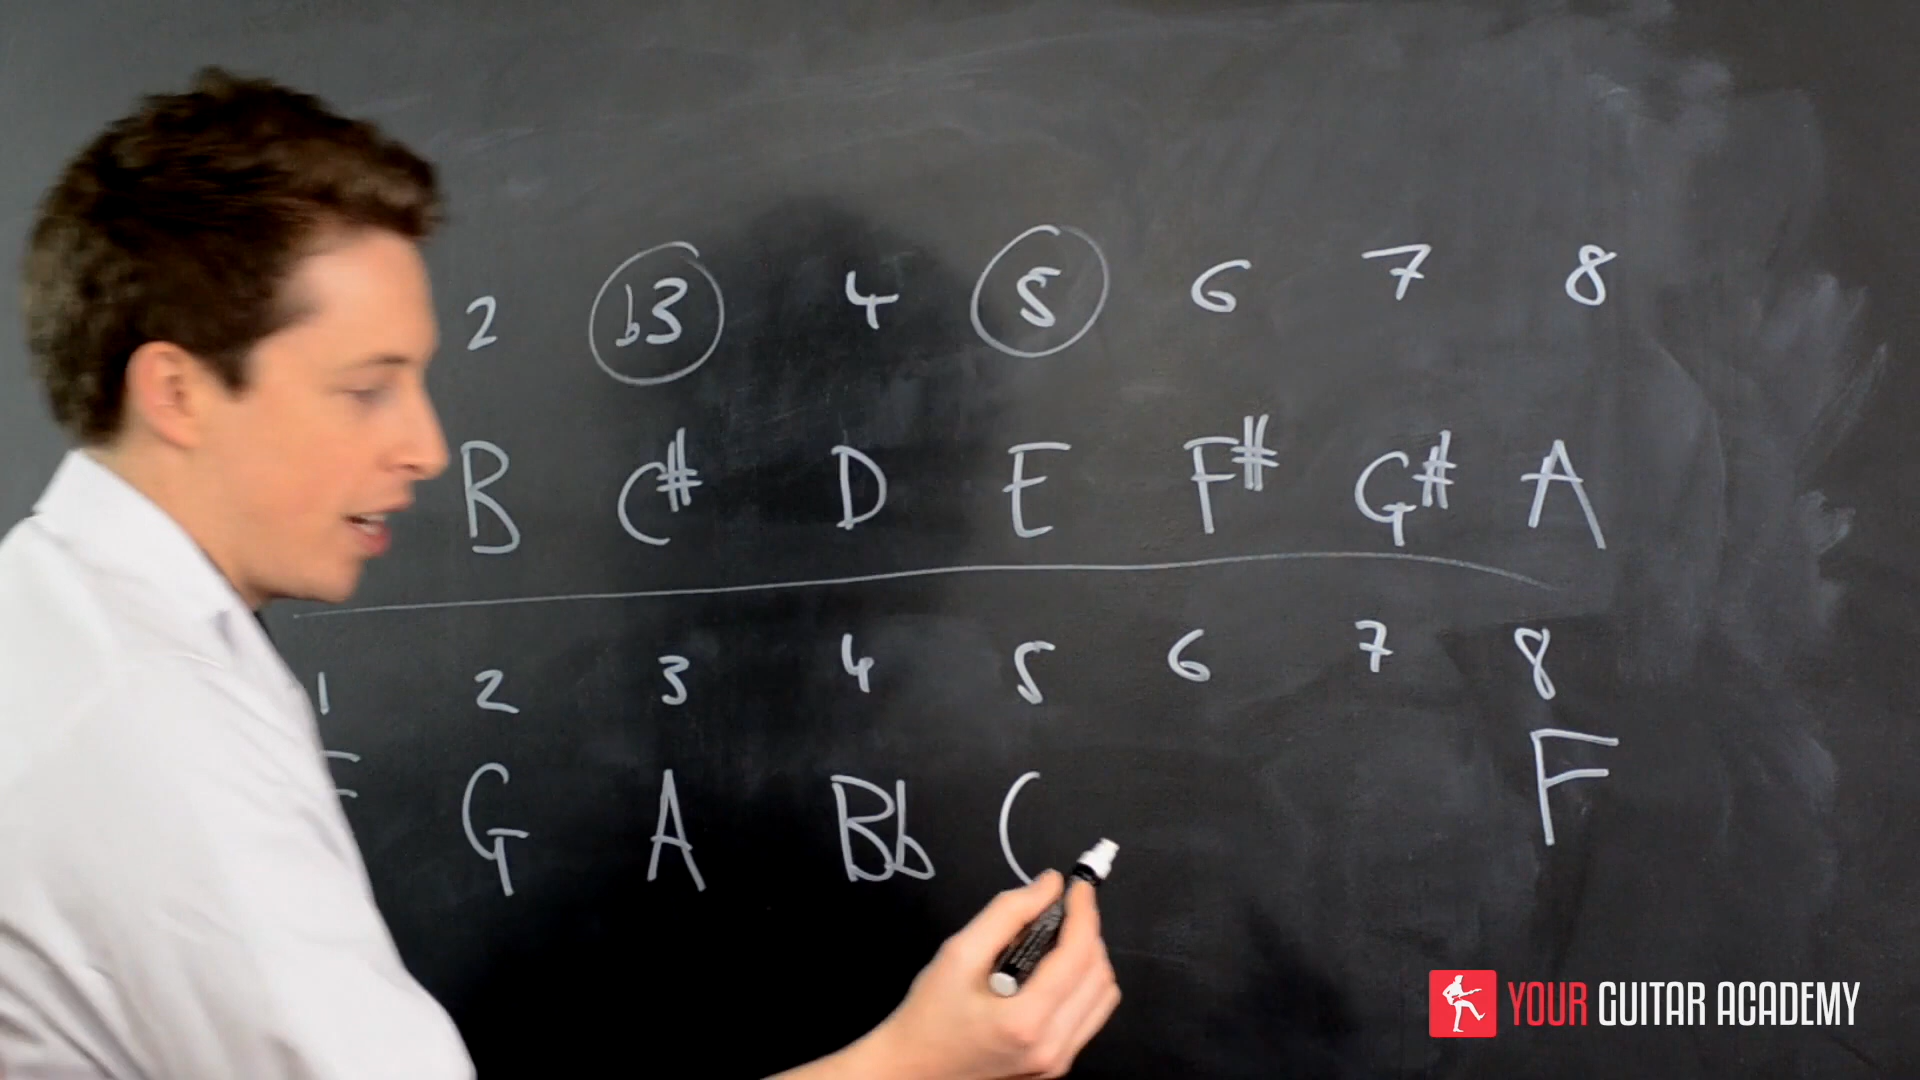 2 b3 4 5 6 7 8
B C# D E F# G# A
1 2 3 4 5 6 7 8
F G A Bb C F
YOUR GUITAR ACADEMY